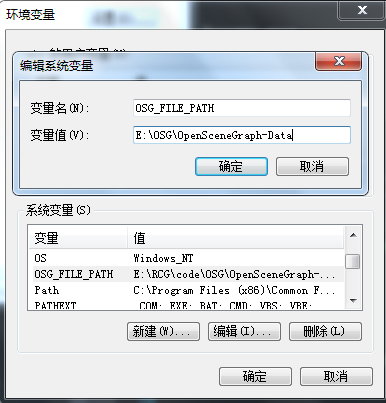 环境变量
编辑系统变量
变量名(N):
OSG_FILE_PATH
变量值(V):
E:\OSG\OpenSceneGraph-Data
确定
取消
系统变量(S)
变量 值
OS Windows_NT
OSG_FILE_PATH E:\RCG\code\OSG\OpenSceneGraph-...
Path C:\Program Files (x86)\Common F...
PATHEXT .COM;.EXE;.BAT;.CMD;.VBS;.VBE;
新建(W)...
编辑(I)...
删除(L)
确定
取消